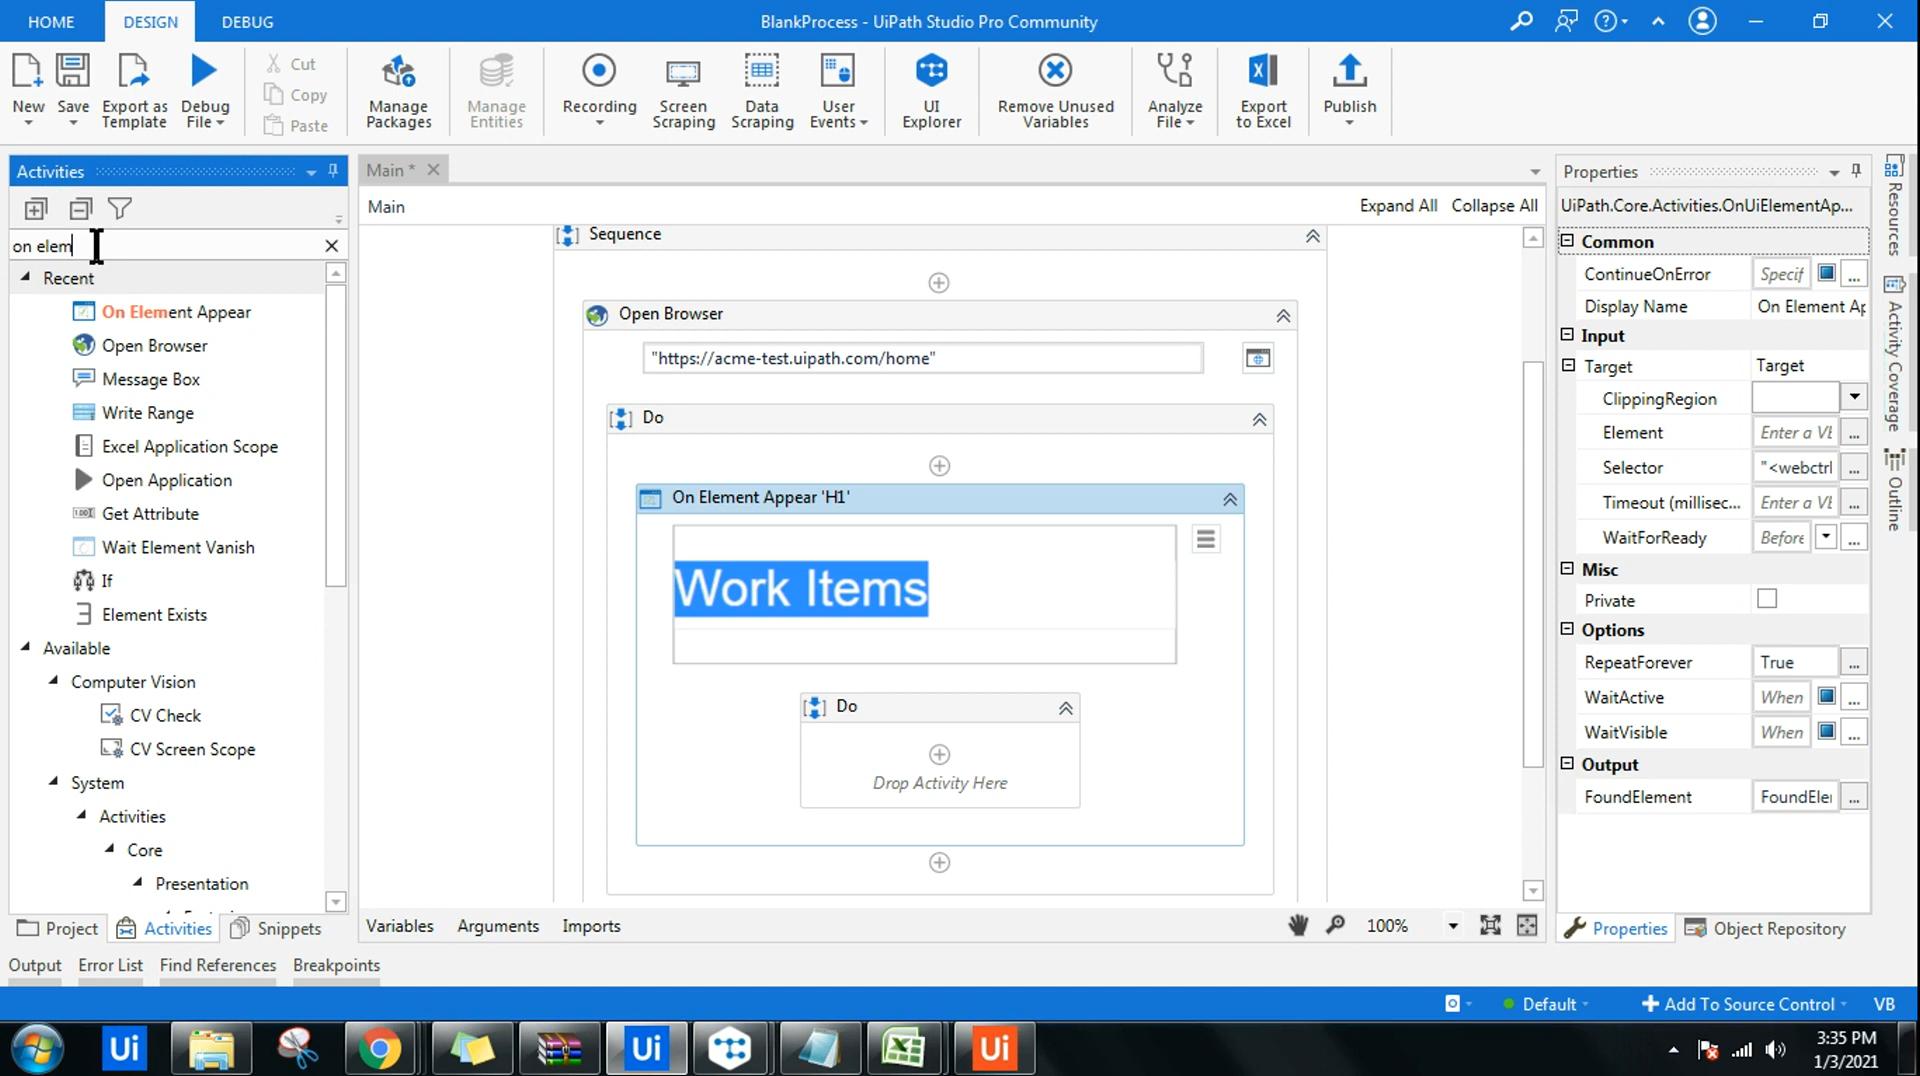 HOME DESIGN DEBUG BlankProcess - UiPath Studio Pro Community
New Save Export as Template Debug File Cut Copy Paste Manage Packages Manage Entities Recording Screen Scraping Data Scraping User Events UI Explorer Remove Unused Variables Analyze File Export to Excel Publish
Activities
on elem
Recent
On Element Appear
Open Browser
Message Box
Write Range
Excel Application Scope
Open Application
Get Attribute
Wait Element Vanish
If
Element Exists
Available
Computer Vision
CV Check
CV Screen Scope
System
Activities
Core
Presentation
Project Activities Snippets
Main *
Main Expand All Collapse All
Sequence
Open Browser
"https://acme-test.uipath.com/home"
Do
On Element Appear 'H1'
Work Items
Do
Drop Activity Here
Variables Arguments Imports 100%
Properties
UiPath.Core.Activities.OnUiElementAp...
Common
ContinueOnError Specif ...
Display Name On Element Ap
Input
Target Target
ClippingRegion
Element Enter a VB ...
Selector "<webctrl ...
Timeout (millisec... Enter a VB ...
WaitForReady Before ...
Misc
Private
Options
RepeatForever True ...
WaitActive When ...
WaitVisible When ...
Output
FoundElement FoundEler ...
Properties Object Repository
Resources
Activity Coverage
Outline
Output Error List Find References Breakpoints
Default Add To Source Control VB
Ui Ui Ui
3:35 PM
1/3/2021